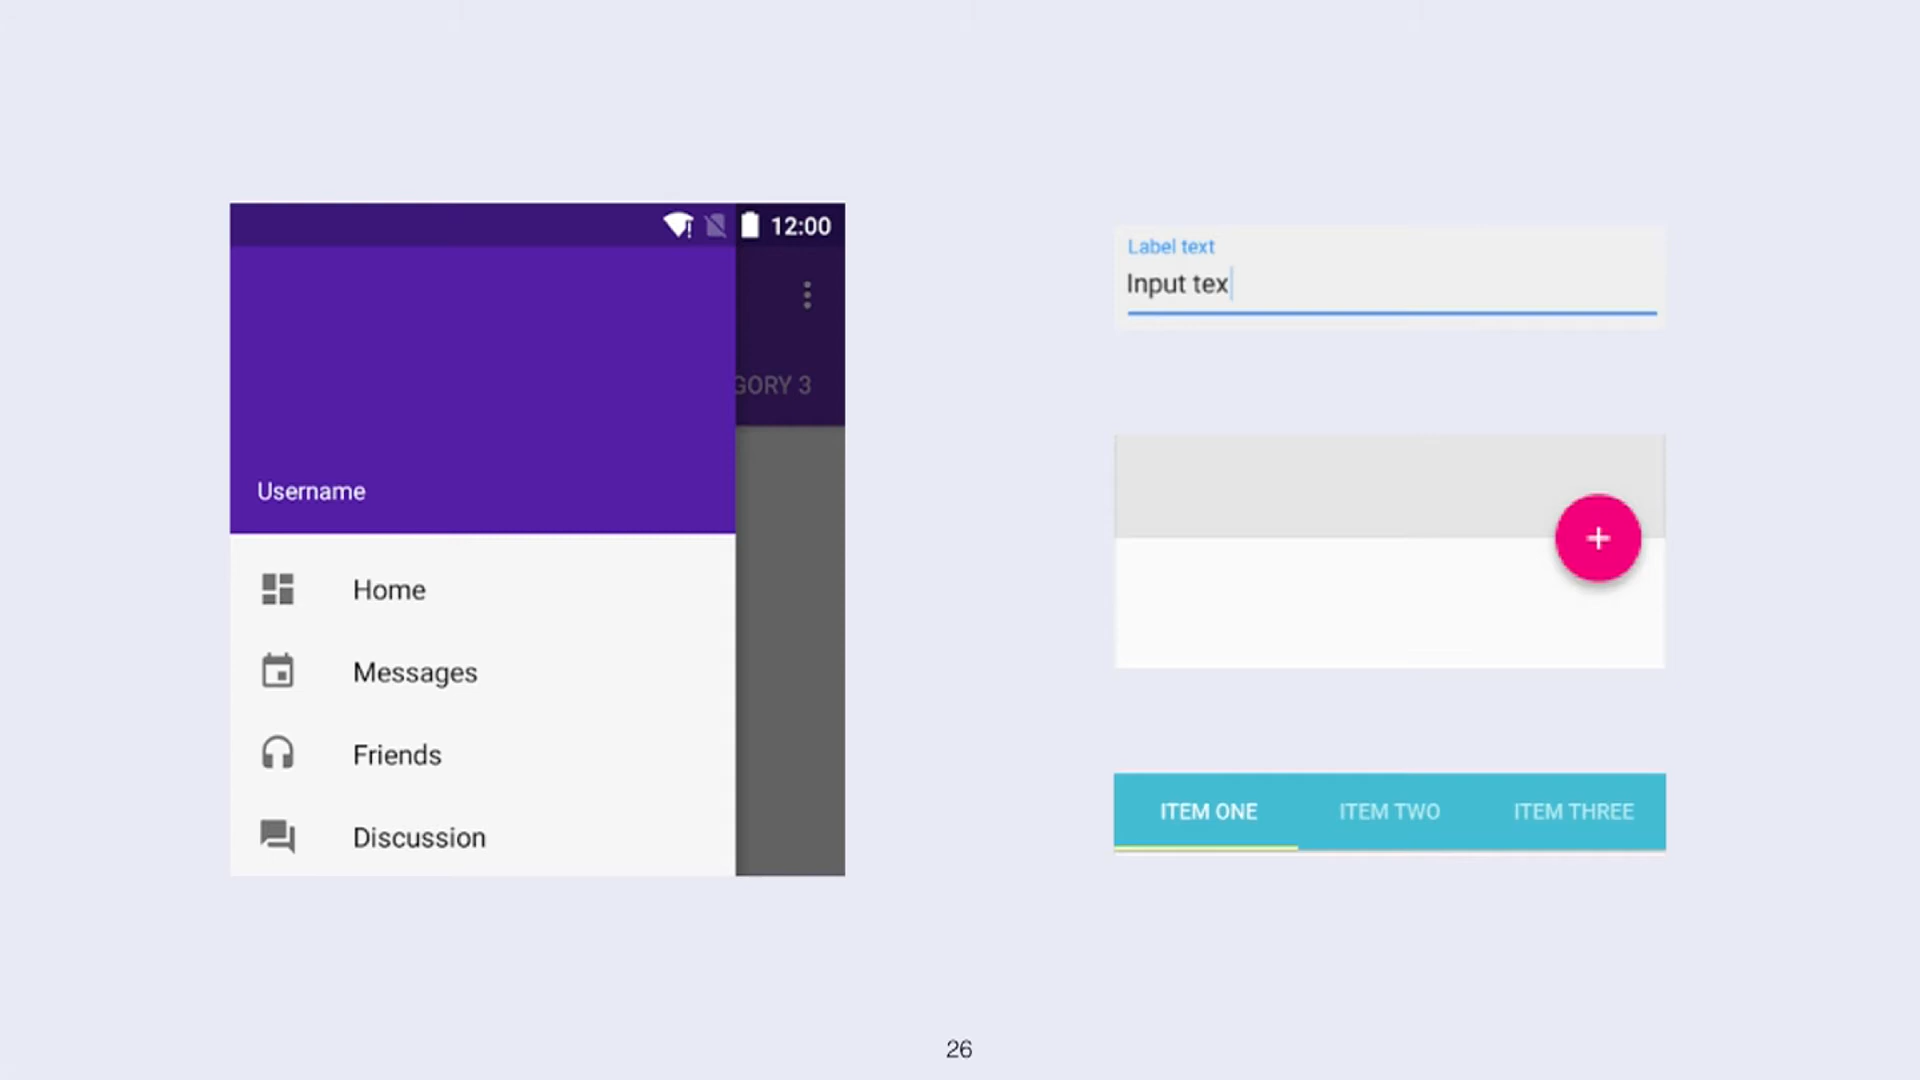 12:00
GORY 3
Username
Home
Messages
Friends
Discussion
Label text
Input tex
ITEM ONE
ITEM TWO
ITEM THREE
26